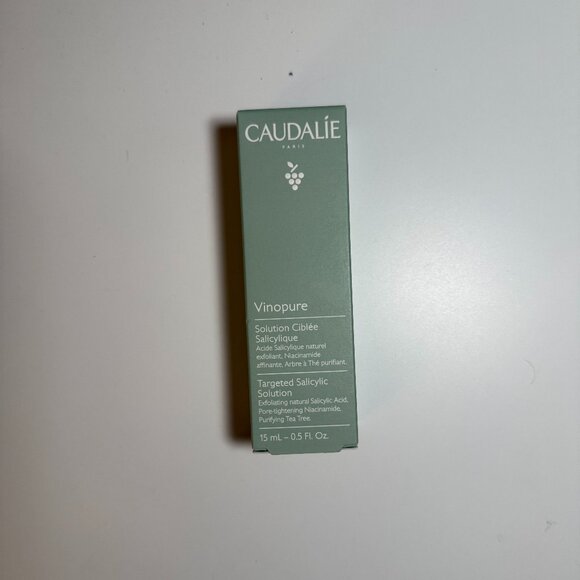 CAUDALÍE
PARIS
Vinopure
Solution Ciblée
Salicylique
Acide Salicylique naturel
exfoliant, Niacinamide
affinante, Arbre à Thé purifiant.
Targeted Salicylic
Solution
Exfoliating natural Salicylic Acid,
Pore-tightening Niacinamide,
Purifying Tea Tree.
15 mL – 0.5 Fl. Oz.